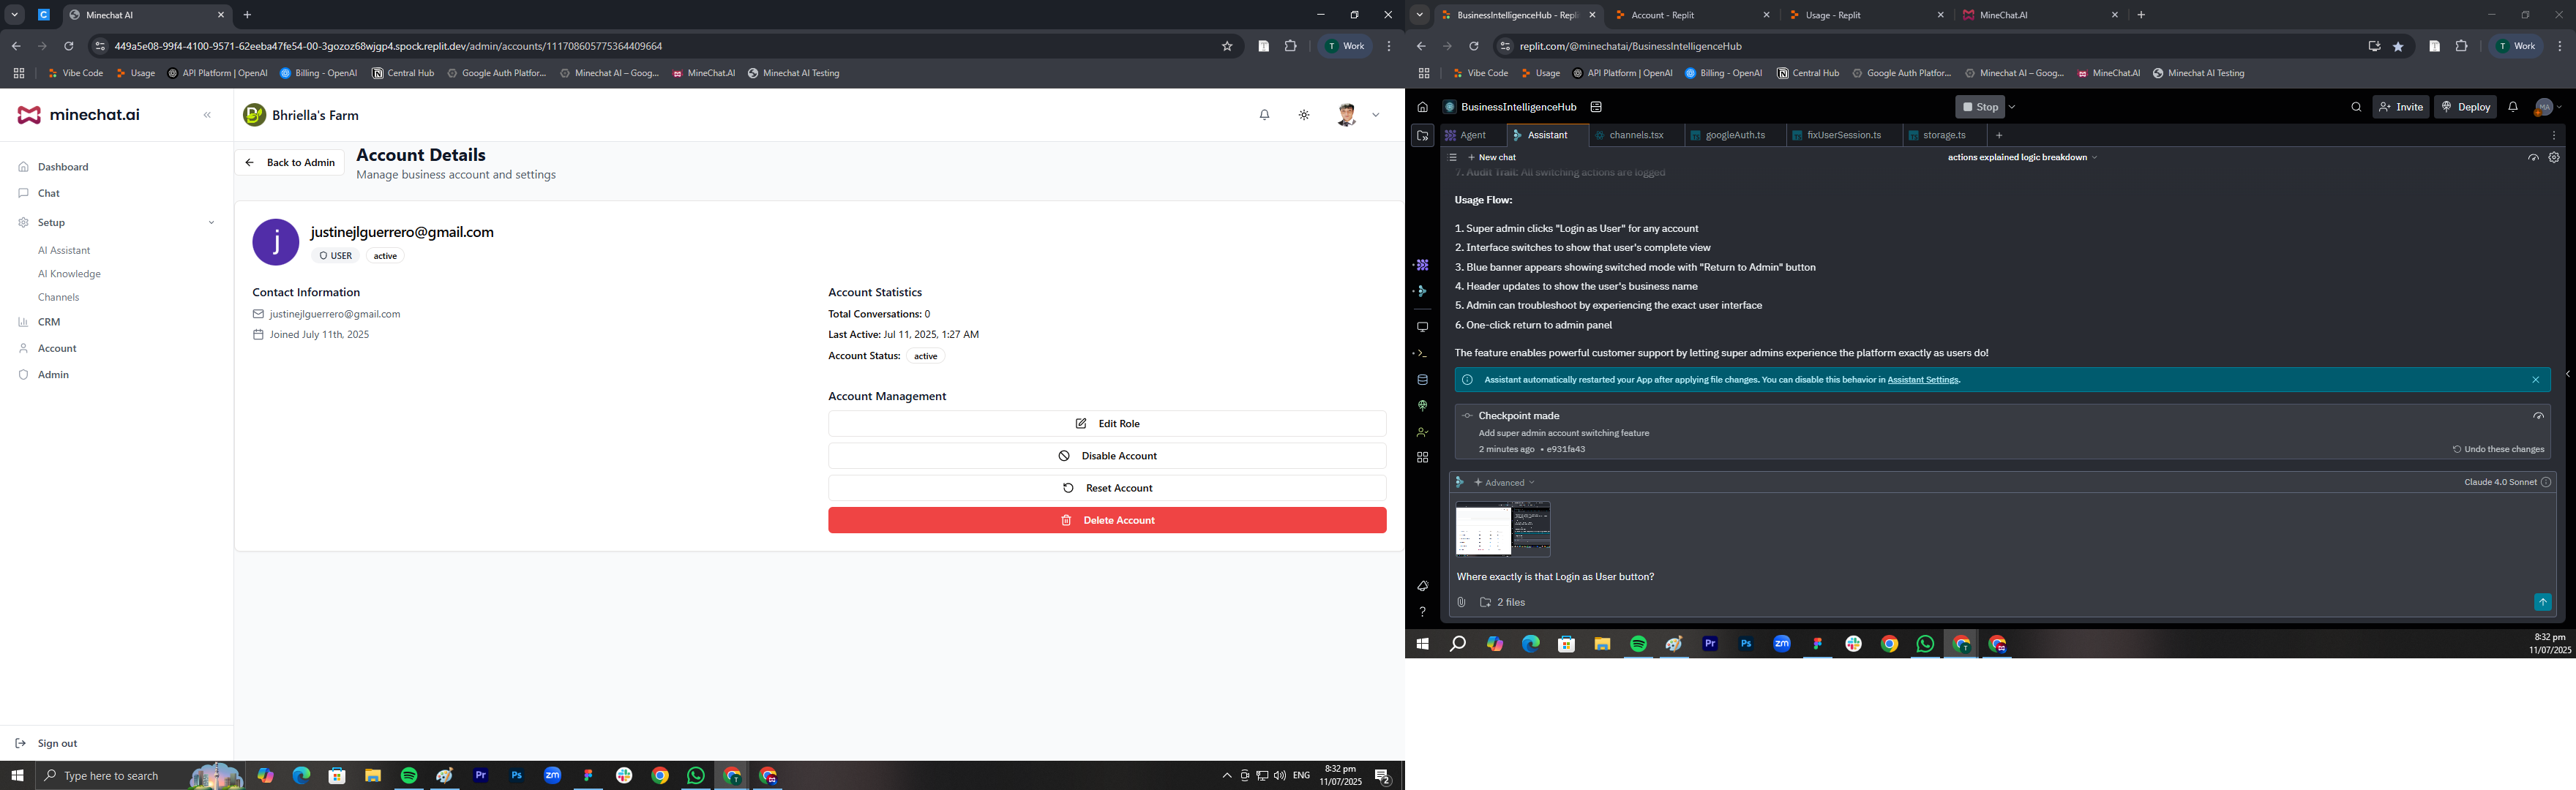 Minechat AI
449a5e08-99f4-4100-9571-62eeba47fe54-00-3gozoz68wjgp4.spock.replit.dev/admin/accounts/111708605775364409664
T Work
Vibe Code
Usage
API Platform | OpenAI
Billing - OpenAI
Central Hub
Google Auth Platfor...
Minechat AI – Goog...
MineChat.AI
Minechat AI Testing
minechat.ai
Bhriella's Farm
Dashboard
Chat
Setup
AI Assistant
AI Knowledge
Channels
CRM
Account
Admin
Sign out
Back to Admin
Account Details
Manage business account and settings
j
justinejlguerrero@gmail.com
USER
active
Contact Information
justinejlguerrero@gmail.com
Joined July 11th, 2025
Account Statistics
Total Conversations: 0
Last Active: Jul 11, 2025, 1:27 AM
Account Status: active
Account Management
Edit Role
Disable Account
Reset Account
Delete Account
Type here to search
Pr
Ps
zm
ENG
8:32 pm
11/07/2025
2
BusinessIntelligenceHub - Repl
Account - Replit
Usage - Replit
MineChat.AI
replit.com/@minechatai/BusinessIntelligenceHub
T Work
Vibe Code
Usage
API Platform | OpenAI
Billing - OpenAI
Central Hub
Google Auth Platfor...
Minechat AI – Goog...
MineChat.AI
Minechat AI Testing
BusinessIntelligenceHub
Stop
Invite
Deploy
MA
Agent
Assistant
channels.tsx
googleAuth.ts
fixUserSession.ts
storage.ts
New chat
actions explained logic breakdown
7. Audit Trail: All switching actions are logged
Usage Flow:
1. Super admin clicks "Login as User" for any account
2. Interface switches to show that user's complete view
3. Blue banner appears showing switched mode with "Return to Admin" button
4. Header updates to show the user's business name
5. Admin can troubleshoot by experiencing the exact user interface
6. One-click return to admin panel
The feature enables powerful customer support by letting super admins experience the platform exactly as users do!
Assistant automatically restarted your App after applying file changes. You can disable this behavior in Assistant Settings.
Checkpoint made
Add super admin account switching feature
2 minutes ago • e931fa43
Undo these changes
Advanced
Claude 4.0 Sonnet
Where exactly is that Login as User button?
2 files
Pr
Ps
zm
8:32 pm
11/07/2025